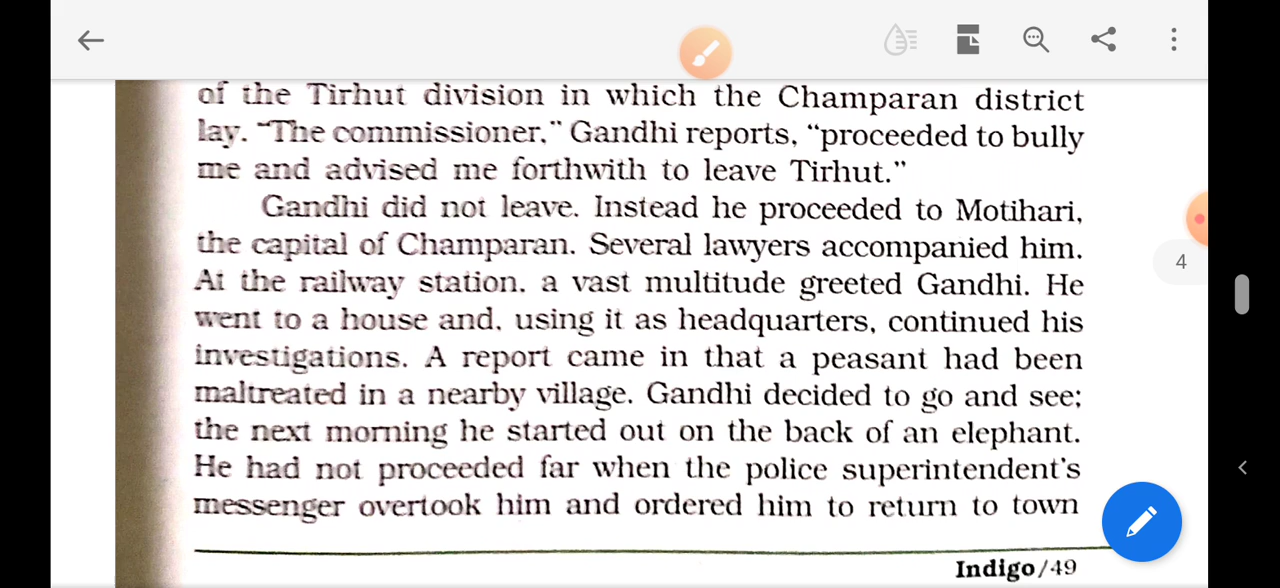 of the Tirhut division in which the Champaran district
lay. “The commissioner,” Gandhi reports, “proceeded to bully
me and advised me forthwith to leave Tirhut.”
Gandhi did not leave. Instead he proceeded to Motihari,
the capital of Champaran. Several lawyers accompanied him.
At the railway station, a vast multitude greeted Gandhi. He
went to a house and, using it as headquarters, continued his
investigations. A report came in that a peasant had been
maltreated in a nearby village. Gandhi decided to go and see;
the next morning he started out on the back of an elephant.
He had not proceeded far when the police superintendent's
messenger overtook him and ordered him to return to town
Indigo/49
4